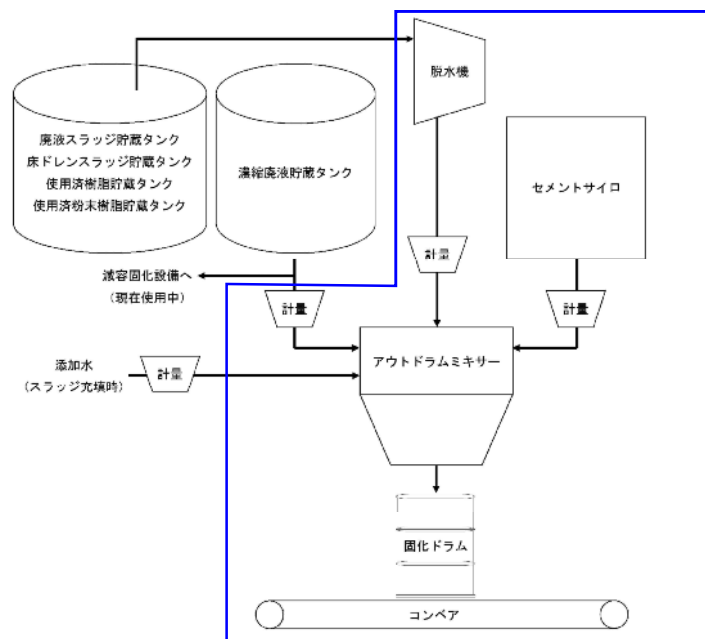 脱水機
廃液スラッジ貯蔵タンク
床ドレンスラッジ貯蔵タンク
使用済樹脂貯蔵タンク
使用済粉末樹脂貯蔵タンク
濃縮廃液貯蔵タンク
セメントサイロ
計量
減容固化設備へ
（現在使用中）
計量
計量
アウトドラムミキサー
添加水
（スラッジ充填時）
計量
固化ドラム
コンベア